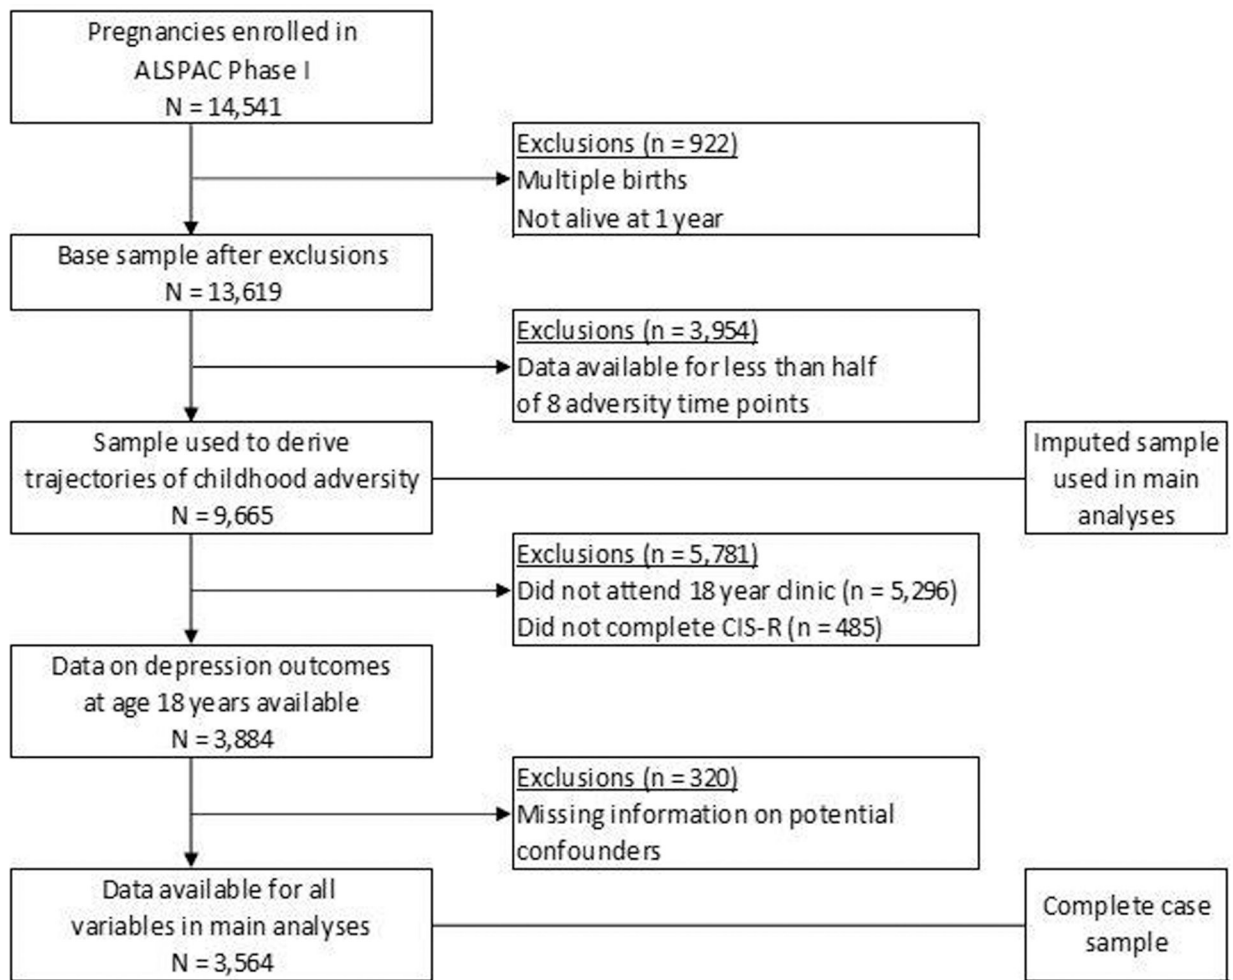 Pregnancies enrolled in
ALSPAC Phase I
N = 14,541
Exclusions (n = 922)
Multiple births
Not alive at 1 year
Base sample after exclusions
N = 13,619
Exclusions (n = 3,954)
Data available for less than half
of 8 adversity time points
Sample used to derive
trajectories of childhood adversity
N = 9,665
Imputed sample
used in main
analyses
Exclusions (n = 5,781)
Did not attend 18 year clinic (n = 5,296)
Did not complete CIS-R (n = 485)
Data on depression outcomes
at age 18 years available
N = 3,884
Exclusions (n = 320)
Missing information on potential
confounders
Data available for all
variables in main analyses
N = 3,564
Complete case
sample